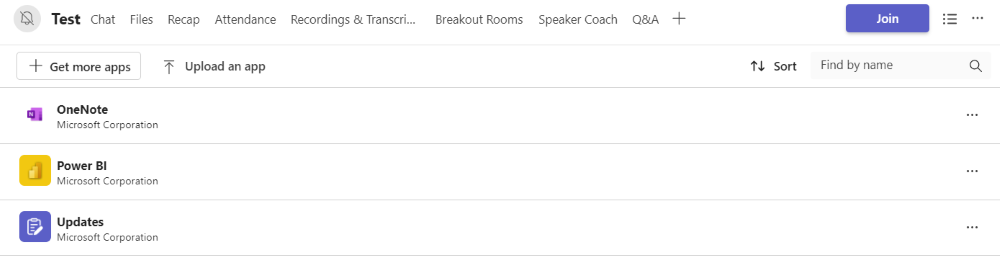 Test Chat Files Recap Attendance Recordings & Transcri... Breakout Rooms Speaker Coach Q&A Join
Get more apps Upload an app Sort Find by name
OneNote
Microsoft Corporation
Power BI
Microsoft Corporation
Updates
Microsoft Corporation